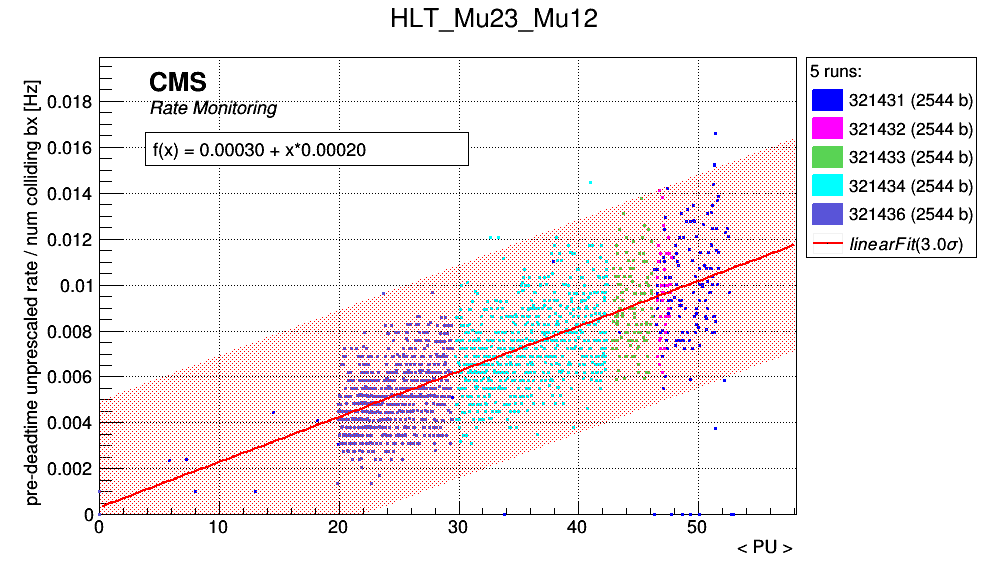 HLT_Mu23_Mu12
CMS
Rate Monitoring
f(x) = 0.00030 + x*0.00020
pre-deadtime unprescaled rate / num colliding bx [Hz]
0.018
0.016
0.014
0.012
0.01
0.008
0.006
0.004
0.002
0
0 10 20 30 40 50
< PU >
5 runs:
321431 (2544 b)
321432 (2544 b)
321433 (2544 b)
321434 (2544 b)
321436 (2544 b)
linearFit(3.0σ)